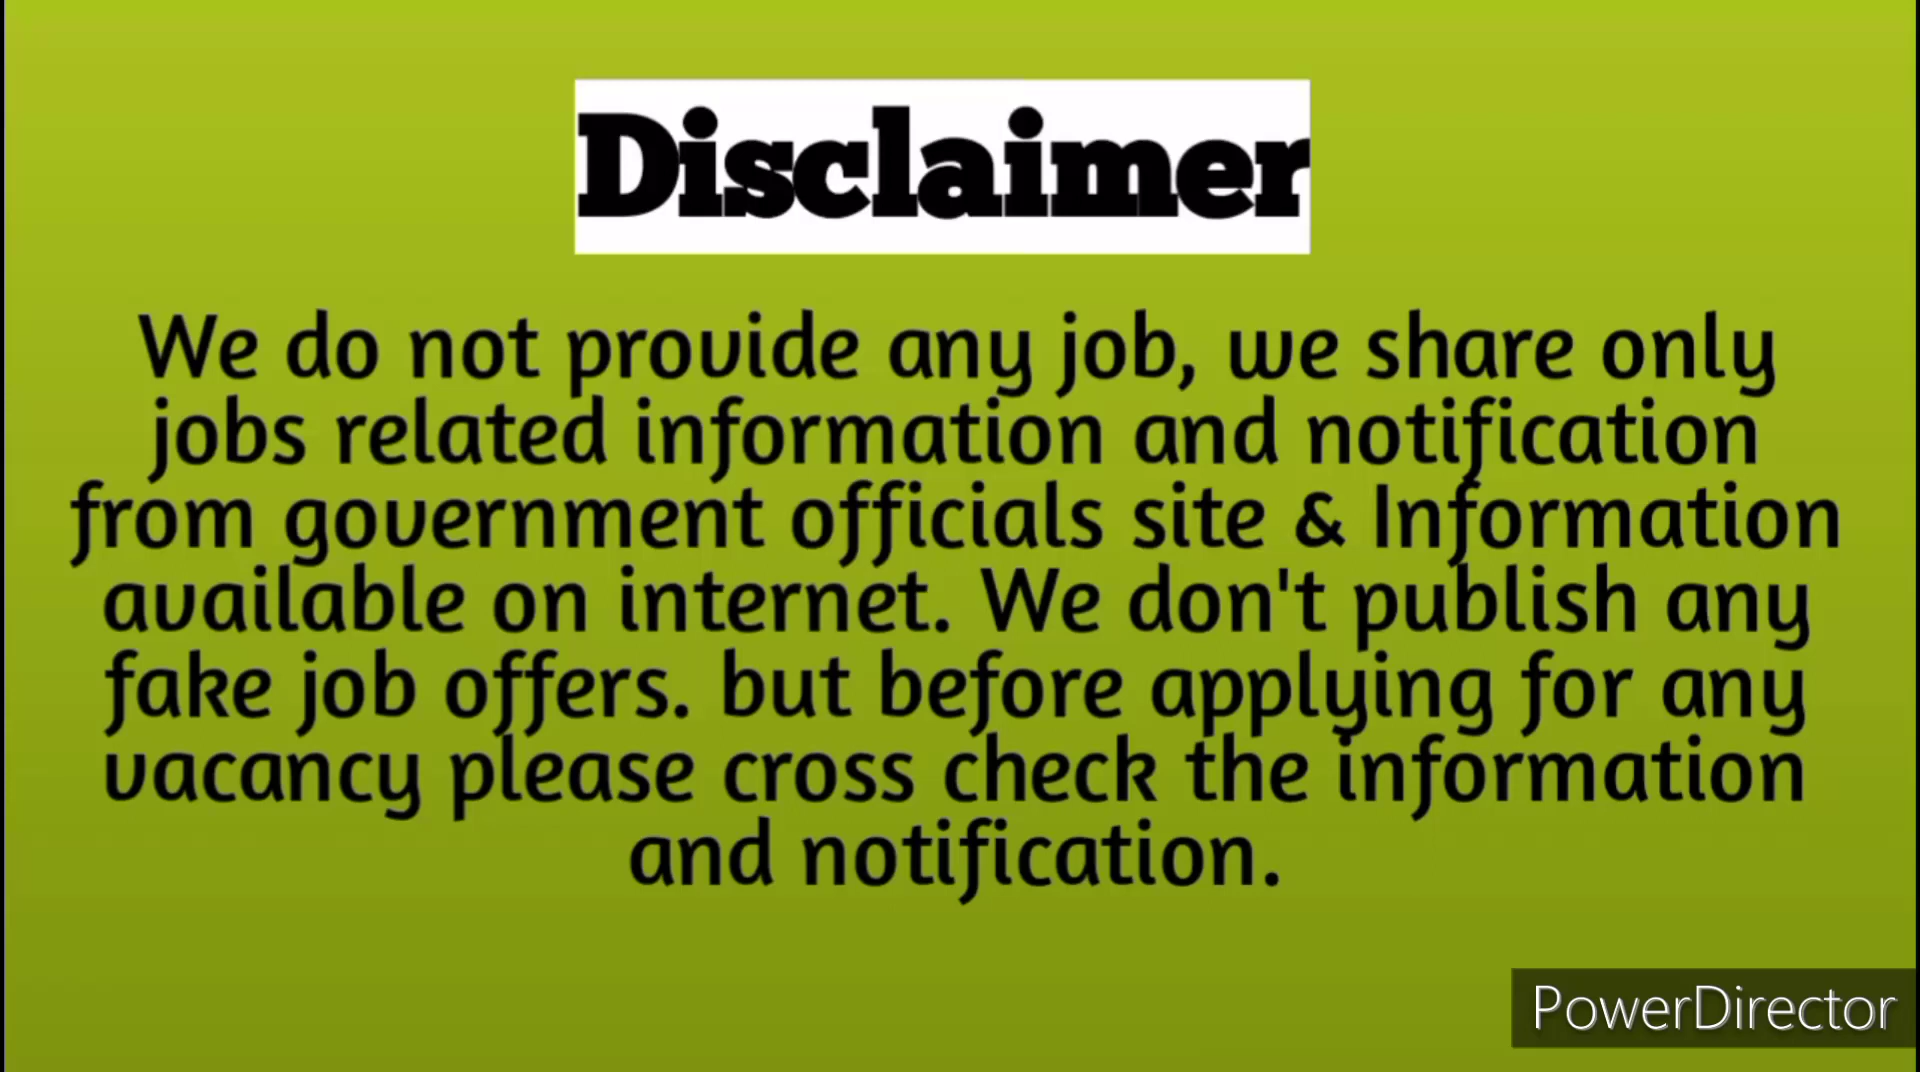 Disclaimer
We do not provide any job, we share only
jobs related information and notification
from government officials site & Information
available on internet. We don't publish any
fake job offers. but before applying for any
vacancy please cross check the information
and notification.
PowerDirector